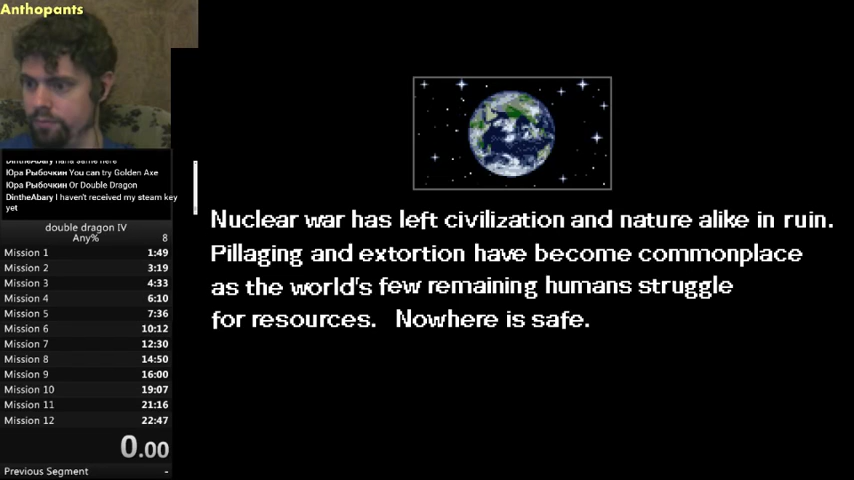 Anthopants
DintheAbary haha same here
Юра Рыбочкин You can try Golden Axe
Юра Рыбочкин Or Double Dragon
DintheAbary I haven't received my steam key
yet
double dragon IV
Any% 8
Mission 1 1:49
Mission 2 3:19
Mission 3 4:33
Mission 4 6:10
Mission 5 7:36
Mission 6 10:12
Mission 7 12:30
Mission 8 14:50
Mission 9 16:00
Mission 10 19:07
Mission 11 21:16
Mission 12 22:47
0.00
Previous Segment -
Nuclear war has left civilization and nature alike in ruin.
Pillaging and extortion have become commonplace
as the world's few remaining humans struggle
for resources. Nowhere is safe.